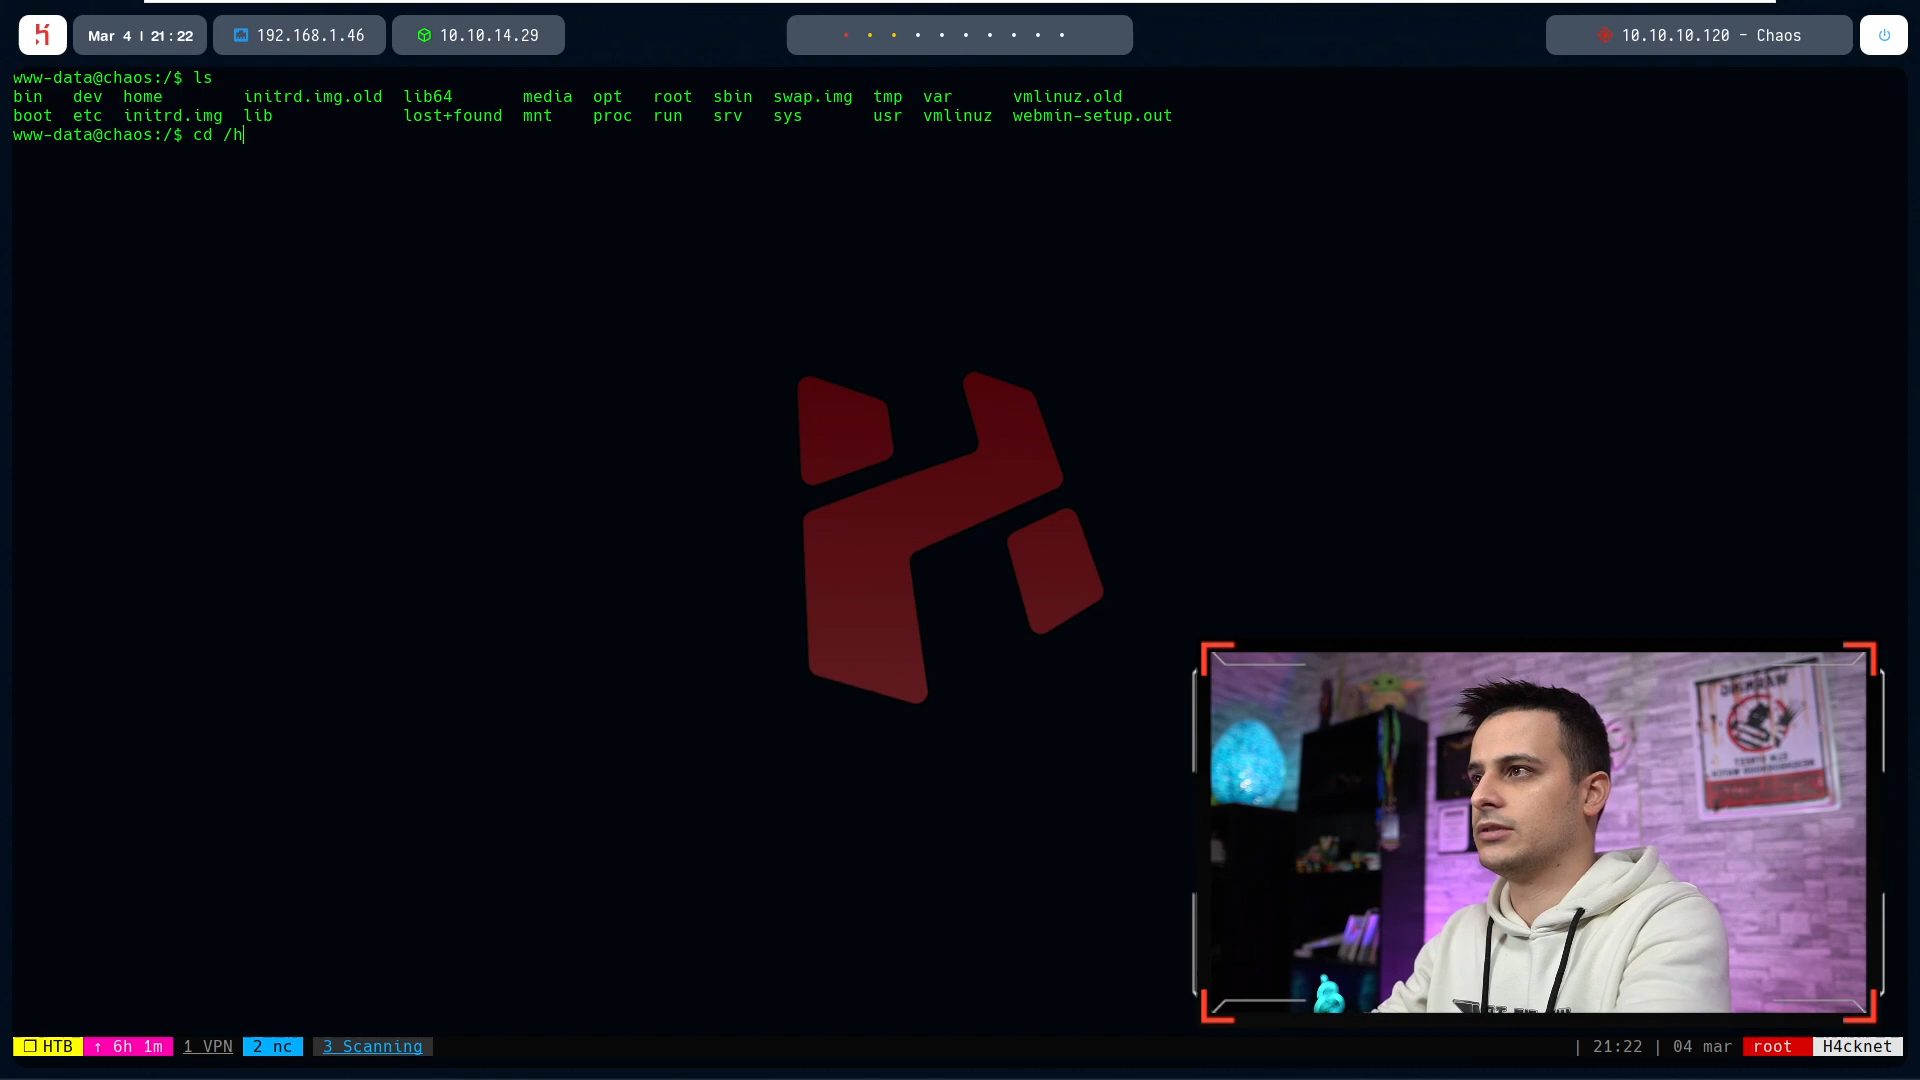 Mar 4 | 21:22
192.168.1.46
10.10.14.29
10.10.10.120 - Chaos
www-data@chaos:/$ ls
bin dev home initrd.img.old lib64 media opt root sbin swap.img tmp var vmlinuz.old
boot etc initrd.img lib lost+found mnt proc run srv sys usr vmlinuz webmin-setup.out
www-data@chaos:/$ cd /h
WARNING
HTB ↑ 6h 1m 1 VPN 2 nc 3 Scanning | 21:22 | 04 mar root H4cknet